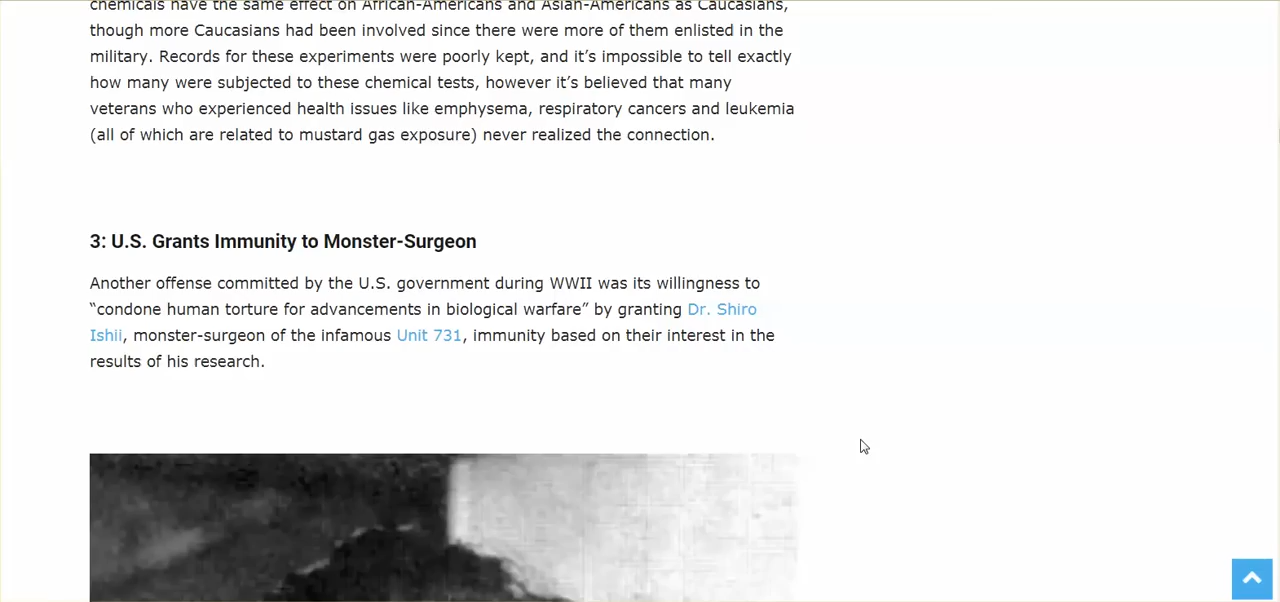 chemicals have the same effect on African-Americans and Asian-Americans as Caucasians,
though more Caucasians had been involved since there were more of them enlisted in the
military. Records for these experiments were poorly kept, and it’s impossible to tell exactly
how many were subjected to these chemical tests, however it’s believed that many
veterans who experienced health issues like emphysema, respiratory cancers and leukemia
(all of which are related to mustard gas exposure) never realized the connection.
3: U.S. Grants Immunity to Monster-Surgeon
Another offense committed by the U.S. government during WWII was its willingness to
“condone human torture for advancements in biological warfare” by granting Dr. Shiro
Ishii, monster-surgeon of the infamous Unit 731, immunity based on their interest in the
results of his research.